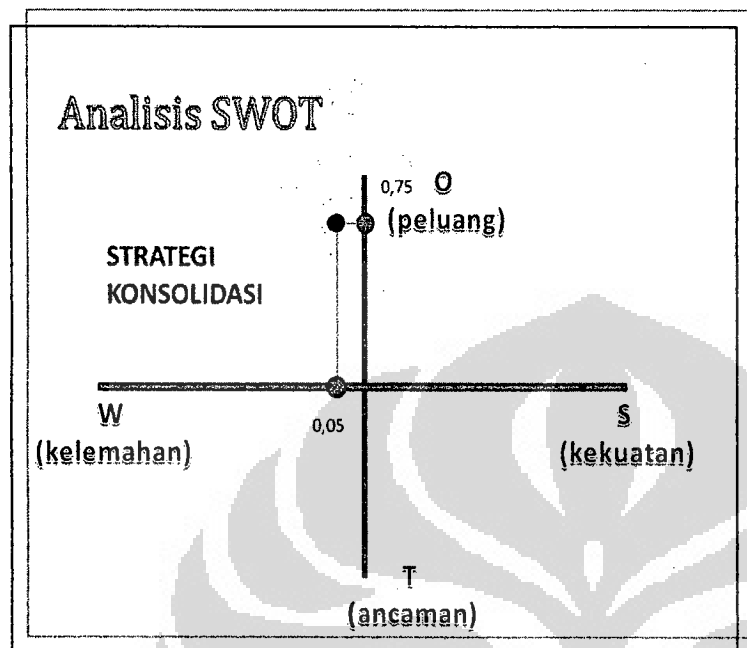 Analisis SWOT
0,75 O
(peluang)
STRATEGI
KONSOLIDASI
W
(kelemahan)
0,05
S
(kekuatan)
T
(ancaman)